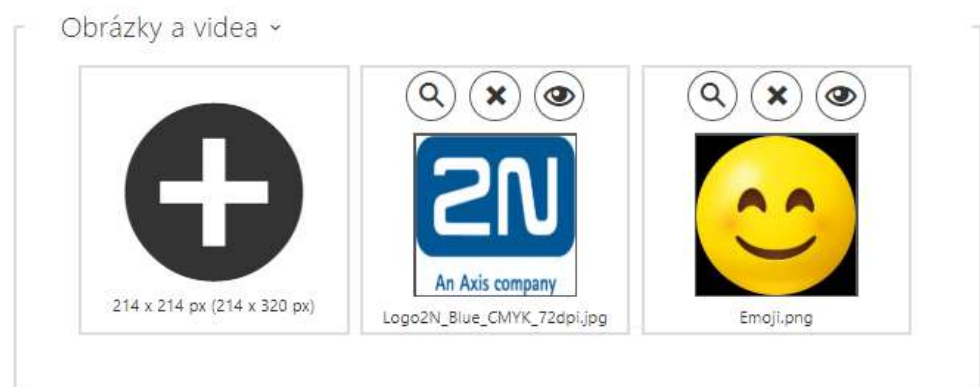 Obrázky a videa
214 x 214 px (214 x 320 px)
2N
An Axis company
Logo2N_Blue_CMYK_72dpi.jpg
Emoji.png